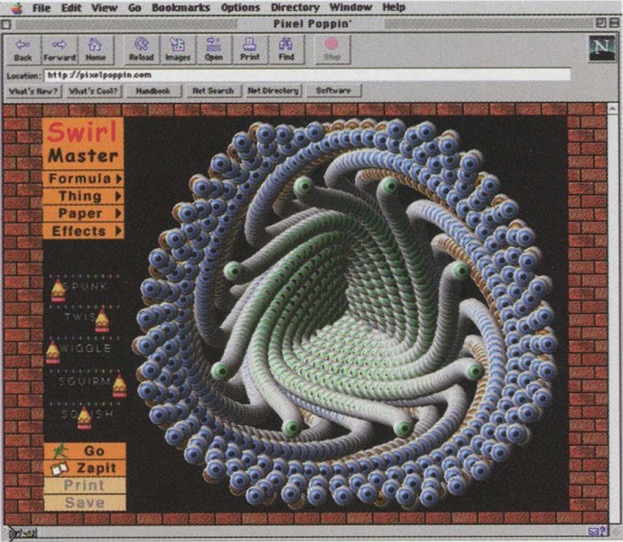 File Edit View Go Bookmarks Options Directory Window Help
Pixel Poppin'
Back Forward Home Reload Images Open Print Find Stop
N
Location: http://pixelpoppin.com
What's New? What's Cool? Handbook Net Search Net Directory Software
Swirl
Master
Formula
Thing
Paper
Effects
SPUNK
TWIST
WIGGLE
SQUIRM
SQUISH
Go
Zapit
Print
Save